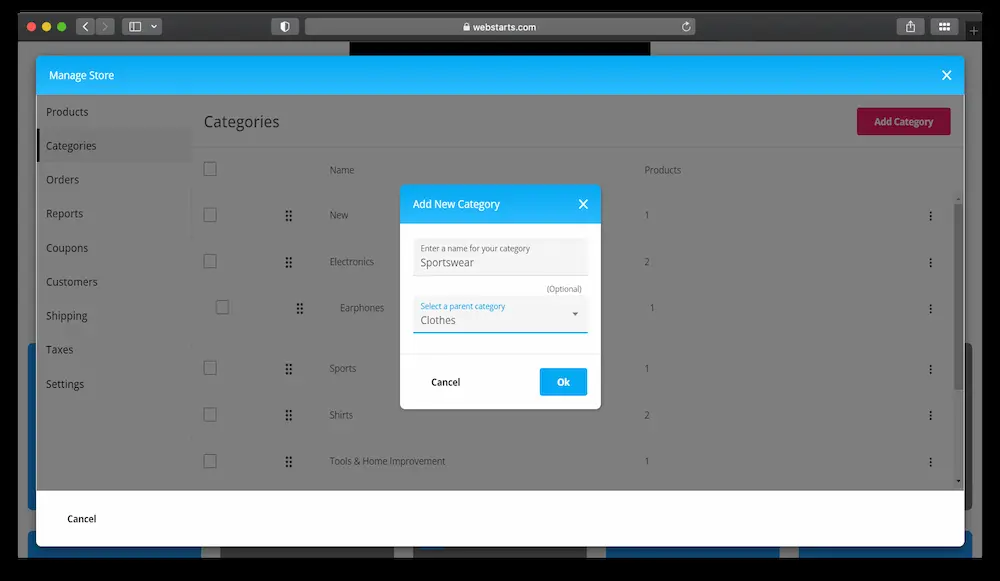 webstarts.com
Manage Store
Products
Categories
Orders
Reports
Coupons
Customers
Shipping
Taxes
Settings
Categories
Add Category
Name Products
New 1
Electronics 2
Earphones 1
Sports 1
Shirts 2
Tools & Home Improvement 1
Add New Category
Enter a name for your category
Sportswear
(Optional)
Select a parent category
Clothes
Cancel Ok
Cancel